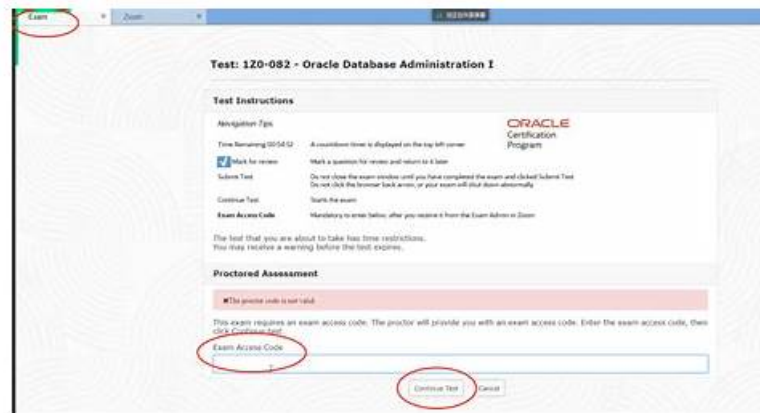 Exam
Zoom
Test: 1Z0-082 - Oracle Database Administration I
Test Instructions
Navigation Tips
ORACLE
Certification
Program
Time Remaining 00:54:52 A countdown timer is displayed on the top left corner
Mark for review Mark a question for review and return to it later
Submit Test Do not close the exam window until you have completed the exam and clicked Submit Test
Do not click the browser back arrow, or your exam will shut down abnormally
Continue Test Starts the exam
Exam Access Code Mandatory to enter below, after you receive it from the Exam Admin in Zoom
The test that you are about to take has time restrictions.
You may receive a warning before the test expires.
Proctored Assessment
The proctor code is not valid
This exam requires an exam access code. The proctor will provide you with an exam access code. Enter the exam access code, then
click Continue test
Exam Access Code
Continue Test Cancel